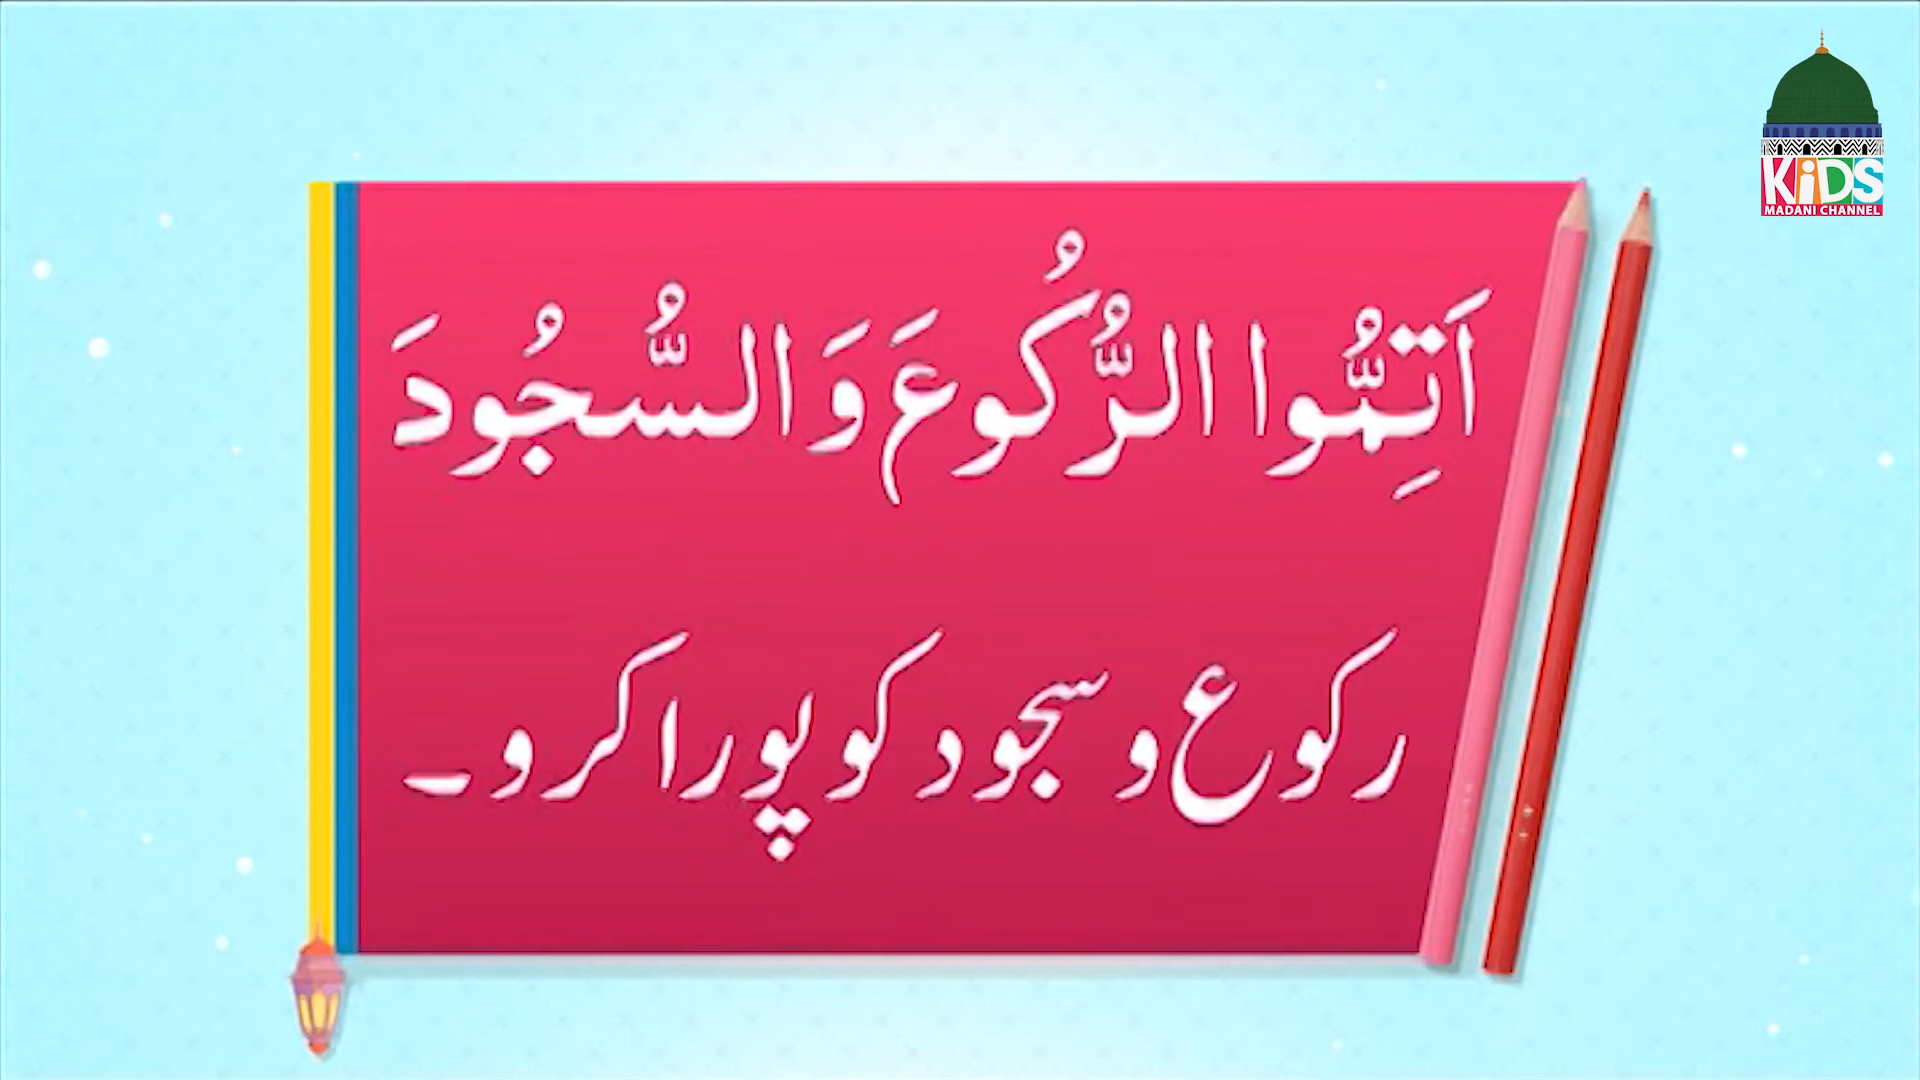 اَتِمُّوا الرُّكُوعَ وَالسُّجُودَ
رکوع و سجود کو پورا کرو۔
KiDS
MADANI CHANNEL